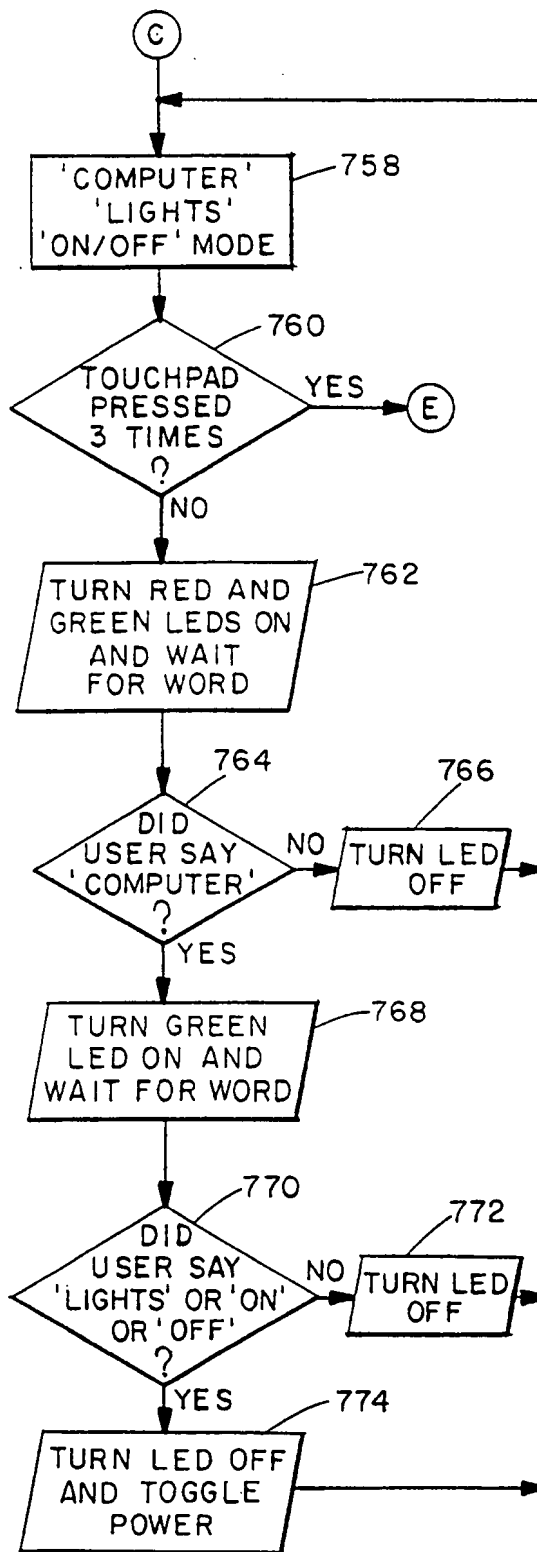 C
'COMPUTER'
'LIGHTS'
'ON/OFF' MODE
758
760
TOUCHPAD
PRESSED
3 TIMES
?
YES
E
NO
762
TURN RED AND
GREEN LEDS ON
AND WAIT
FOR WORD
764
DID
USER SAY
'COMPUTER'
?
NO
766
TURN LED
OFF
YES
768
TURN GREEN
LED ON AND
WAIT FOR WORD
770
DID
USER SAY
'LIGHTS' OR 'ON'
OR 'OFF'
?
NO
772
TURN LED
OFF
YES
774
TURN LED OFF
AND TOGGLE
POWER